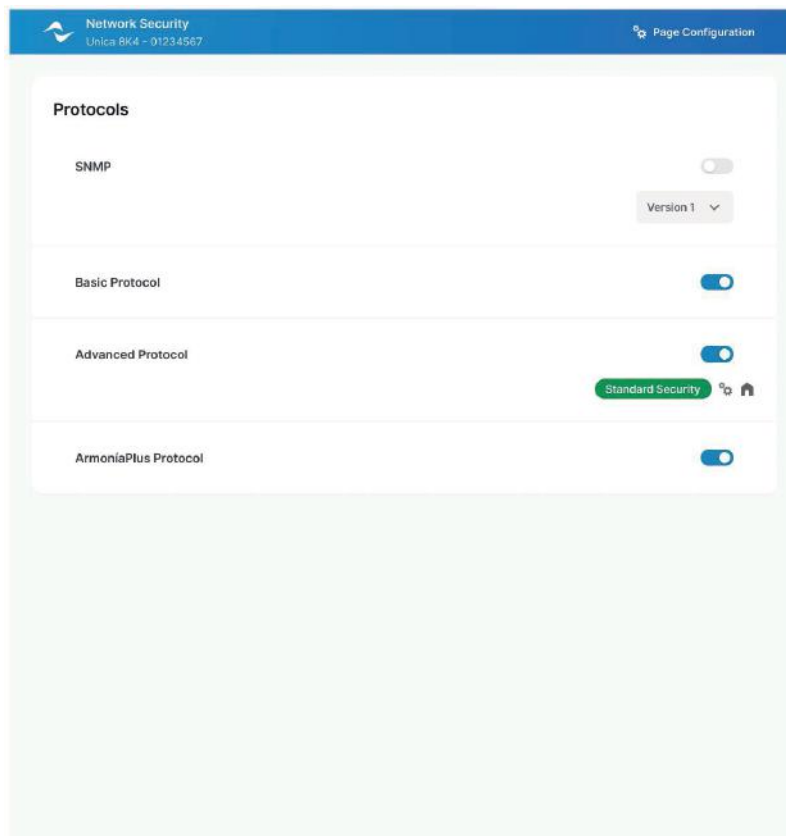 Network Security
Unica 8K4 - 01234567
Page Configuration
Protocols
SNMP
Version 1
Basic Protocol
Advanced Protocol
Standard Security
ArmoníaPlus Protocol